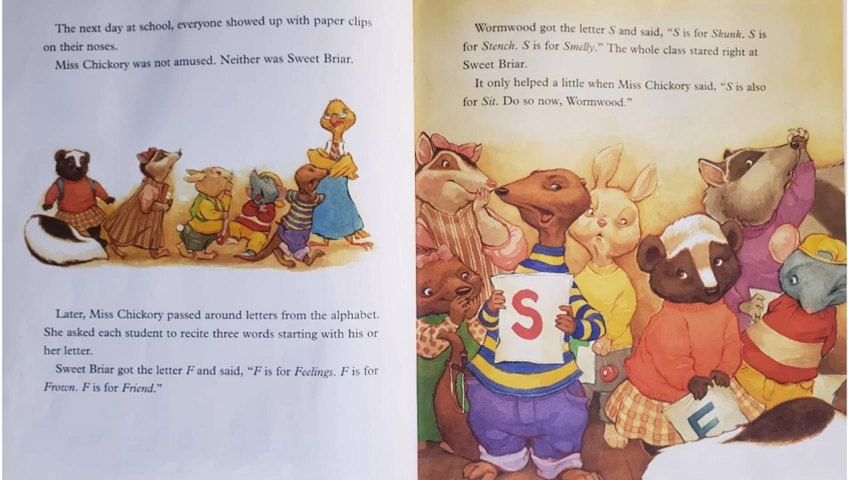 The next day at school, everyone showed up with paper clips
on their noses.
Miss Chickory was not amused. Neither was Sweet Briar.
Later, Miss Chickory passed around letters from the alphabet.
She asked each student to recite three words starting with his or
her letter.
Sweet Briar got the letter F and said, “F is for Feelings. F is for
Frown. F is for Friend.”
Wormwood got the letter S and said, “S is for Skunk. S is
for Stench. S is for Smelly.” The whole class stared right at
Sweet Briar.
It only helped a little when Miss Chickory said, “S is also
for Sit. Do so now, Wormwood.”
S
F